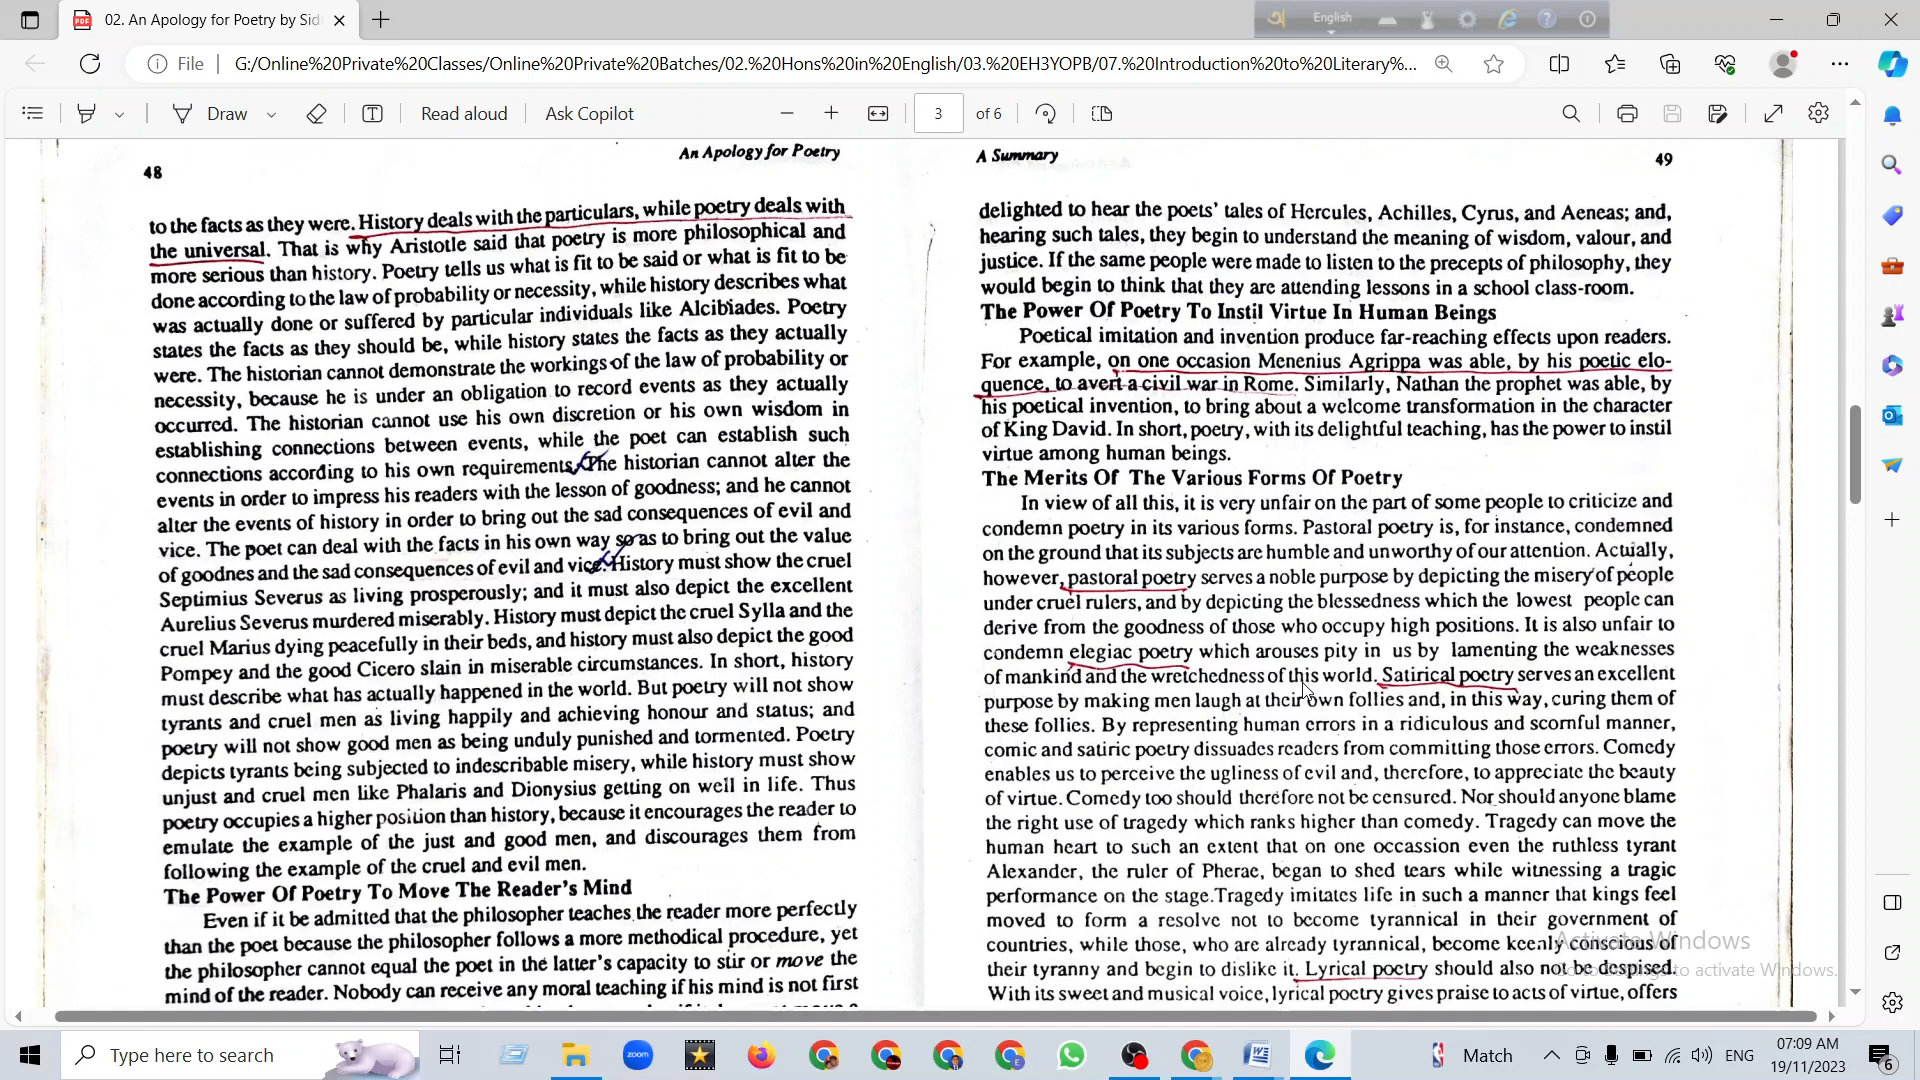 02. An Apology for Poetry by Sid
English
File
G:/Online%20Private%20Classes/Online%20Private%20Batches/02.%20Hons%20in%20English/03.%20EH3YOPB/07.%20Introduction%20to%20Literary%...
Draw
Read aloud
Ask Copilot
3
of 6
An Apology for Poetry
48
to the facts as they were. History deals with the particulars, while poetry deals with
the universal. That is why Aristotle said that poetry is more philosophical and
more serious than history. Poetry tells us what is fit to be said or what is fit to be
done according to the law of probability or necessity, while history describes what
was actually done or suffered by particular individuals like Alcibiades. Poetry
states the facts as they should be, while history states the facts as they actually
were. The historian cannot demonstrate the workings of the law of probability or
necessity, because he is under an obligation to record events as they actually
occurred. The historian cannot use his own discretion or his own wisdom in
establishing connections between events, while the poet can establish such
connections according to his own requirements. The historian cannot alter the
events in order to impress his readers with the lesson of goodness; and he cannot
alter the events of history in order to bring out the sad consequences of evil and
vice. The poet can deal with the facts in his own way so as to bring out the value
of goodnes and the sad consequences of evil and vice. History must show the cruel
Septimius Severus as living prosperously; and it must also depict the excellent
Aurelius Severus murdered miserably. History must depict the cruel Sylla and the
cruel Marius dying peacefully in their beds, and history must also depict the good
Pompey and the good Cicero slain in miserable circumstances. In short, history
must describe what has actually happened in the world. But poetry will not show
tyrants and cruel men as living happily and achieving honour and status; and
poetry will not show good men as being unduly punished and tormented. Poetry
depicts tyrants being subjected to indescribable misery, while history must show
unjust and cruel men like Phalaris and Dionysius getting on well in life. Thus
poetry occupies a higher position than history, because it encourages the reader to
emulate the example of the just and good men, and discourages them from
following the example of the cruel and evil men.
The Power Of Poetry To Move The Reader's Mind
Even if it be admitted that the philosopher teaches the reader more perfectly
than the poet because the philosopher follows a more methodical procedure, yet
the philosopher cannot equal the poet in the latter's capacity to stir or move the
mind of the reader. Nobody can receive any moral teaching if his mind is not first
A Summary
49
delighted to hear the poets' tales of Hercules, Achilles, Cyrus, and Aeneas; and,
hearing such tales, they begin to understand the meaning of wisdom, valour, and
justice. If the same people were made to listen to the precepts of philosophy, they
would begin to think that they are attending lessons in a school class-room.
The Power Of Poetry To Instil Virtue In Human Beings
Poetical imitation and invention produce far-reaching effects upon readers.
For example, on one occasion Menenius Agrippa was able, by his poetic elo-
quence, to avert a civil war in Rome. Similarly, Nathan the prophet was able, by
his poetical invention, to bring about a welcome transformation in the character
of King David. In short, poetry, with its delightful teaching, has the power to instil
virtue among human beings.
The Merits Of The Various Forms Of Poetry
In view of all this, it is very unfair on the part of some people to criticize and
condemn poetry in its various forms. Pastoral poetry is, for instance, condemned
on the ground that its subjects are humble and unworthy of our attention. Actually,
however, pastoral poetry serves a noble purpose by depicting the misery of people
under cruel rulers, and by depicting the blessedness which the lowest people can
derive from the goodness of those who occupy high positions. It is also unfair to
condemn elegiac poetry which arouses pity in us by lamenting the weaknesses
of mankind and the wretchedness of this world. Satirical poetry serves an excellent
purpose by making men laugh at their own follies and, in this way, curing them of
these follies. By representing human errors in a ridiculous and scornful manner,
comic and satiric poetry dissuades readers from committing those errors. Comedy
enables us to perceive the ugliness of evil and, therefore, to appreciate the beauty
of virtue. Comedy too should therefore not be censured. Nor should anyone blame
the right use of tragedy which ranks higher than comedy. Tragedy can move the
human heart to such an extent that on one occassion even the ruthless tyrant
Alexander, the ruler of Pherae, began to shed tears while witnessing a tragic
performance on the stage.Tragedy imitates life in such a manner that kings feel
moved to form a resolve not to become tyrannical in their government of
countries, while those, who are already tyrannical, become keenly conscious of
their tyranny and begin to dislike it. Lyrical poetry should also not be despised.
With its sweet and musical voice, lyrical poetry gives praise to acts of virtue, offers
Activate Windows
Go to Settings to activate Windows.
Type here to search
zoom
Match
ENG
07:09 AM
19/11/2023
6